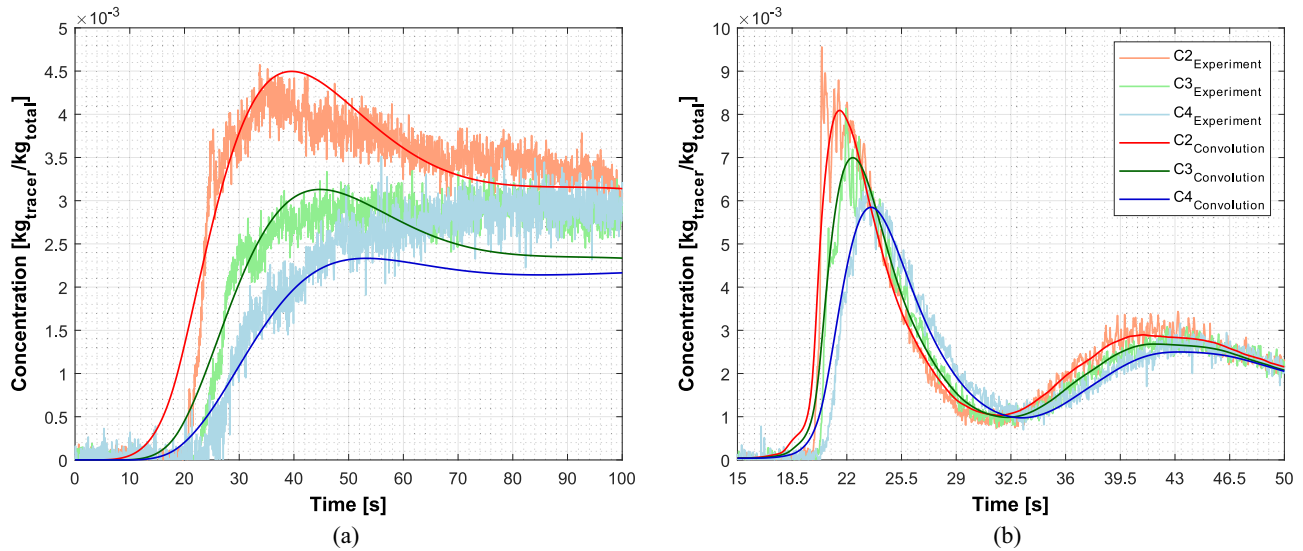 ×10⁻³
5
4.5
4
3.5
3
2.5
2
1.5
1
0.5
0
0 10 20 30 40 50 60 70 80 90 100
Concentration [kg_tracer/kg_total]
Time [s]
(a)
×10⁻³
10
9
8
7
6
5
4
3
2
1
0
15 18.5 22 25.5 29 32.5 36 39.5 43 46.5 50
Concentration [kg_tracer/kg_total]
Time [s]
C2_Experiment
C3_Experiment
C4_Experiment
C2_Convolution
C3_Convolution
C4_Convolution
(b)